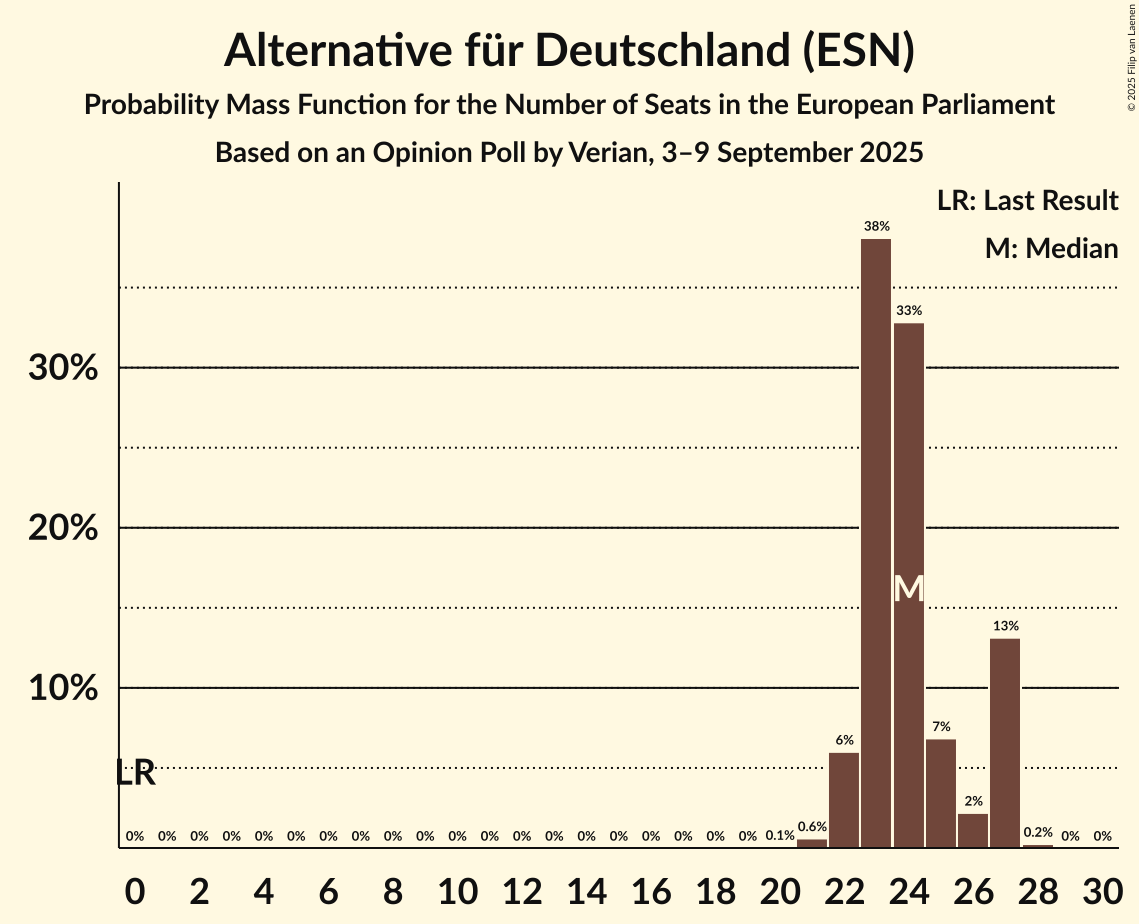 Alternative für Deutschland (ESN)
Probability Mass Function for the Number of Seats in the European Parliament
Based on an Opinion Poll by Verian, 3–9 September 2025
© 2025 Filip van Laenen
LR: Last Result
M: Median
38%
33%
30%
20%
M
13%
10%
7%
6%
LR
2%
0% 0% 0% 0% 0% 0% 0% 0% 0% 0% 0% 0% 0% 0% 0% 0% 0% 0% 0% 0% 0.1% 0.6% 0.2% 0% 0%
0 2 4 6 8 10 12 14 16 18 20 22 24 26 28 30